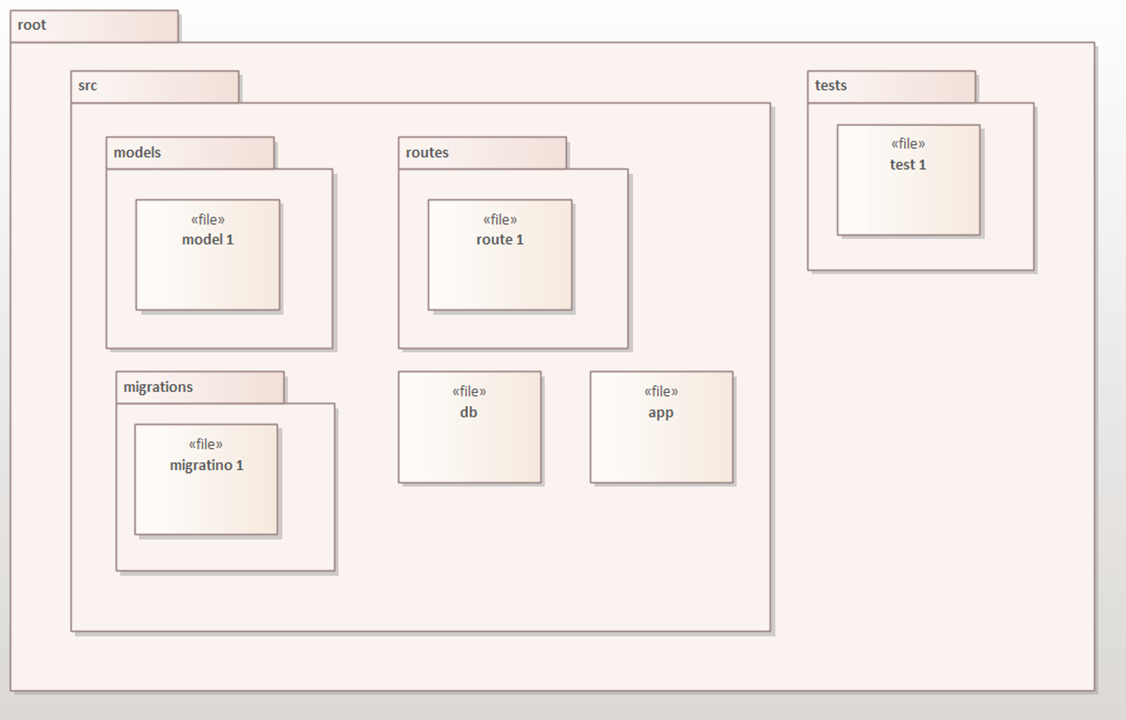 root
src
tests
«file»
test 1
models
routes
«file»
model 1
«file»
route 1
migrations
«file»
migratino 1
«file»
db
«file»
app